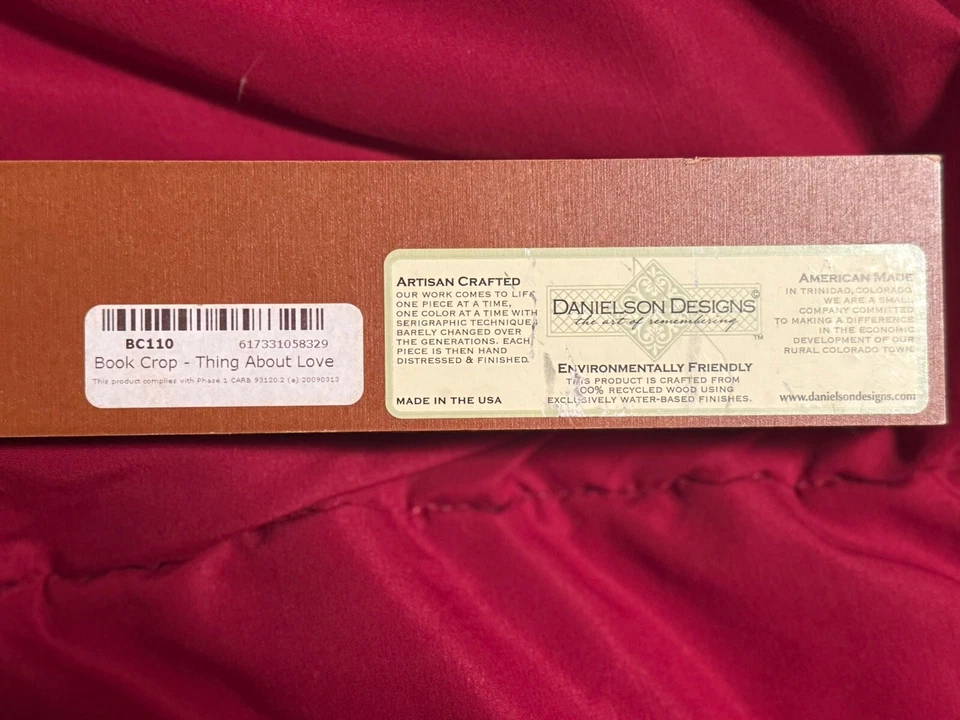 BC110 617331058329
Book Crop - Thing About Love
This product complies with Phase 1 CARB 93120.2 (a) 20090313
ARTISAN CRAFTED
OUR WORK COMES TO LIFE
ONE PIECE AT A TIME,
ONE COLOR AT A TIME WITH
SERIGRAPHIC TECHNIQUES
BARELY CHANGED OVER
THE GENERATIONS. EACH
PIECE IS THEN HAND
DISTRESSED & FINISHED.
MADE IN THE USA
DANIELSON DESIGNS©
the art of remembering
™
ENVIRONMENTALLY FRIENDLY
THIS PRODUCT IS CRAFTED FROM
100% RECYCLED WOOD USING
EXCLUSIVELY WATER-BASED FINISHES.
AMERICAN MADE
IN TRINIDAD, COLORADO,
WE ARE A SMALL
COMPANY COMMITTED
TO MAKING A DIFFERENCE
IN THE ECONOMIC
DEVELOPMENT OF OUR
RURAL COLORADO TOWN.
www.danielsondesigns.com